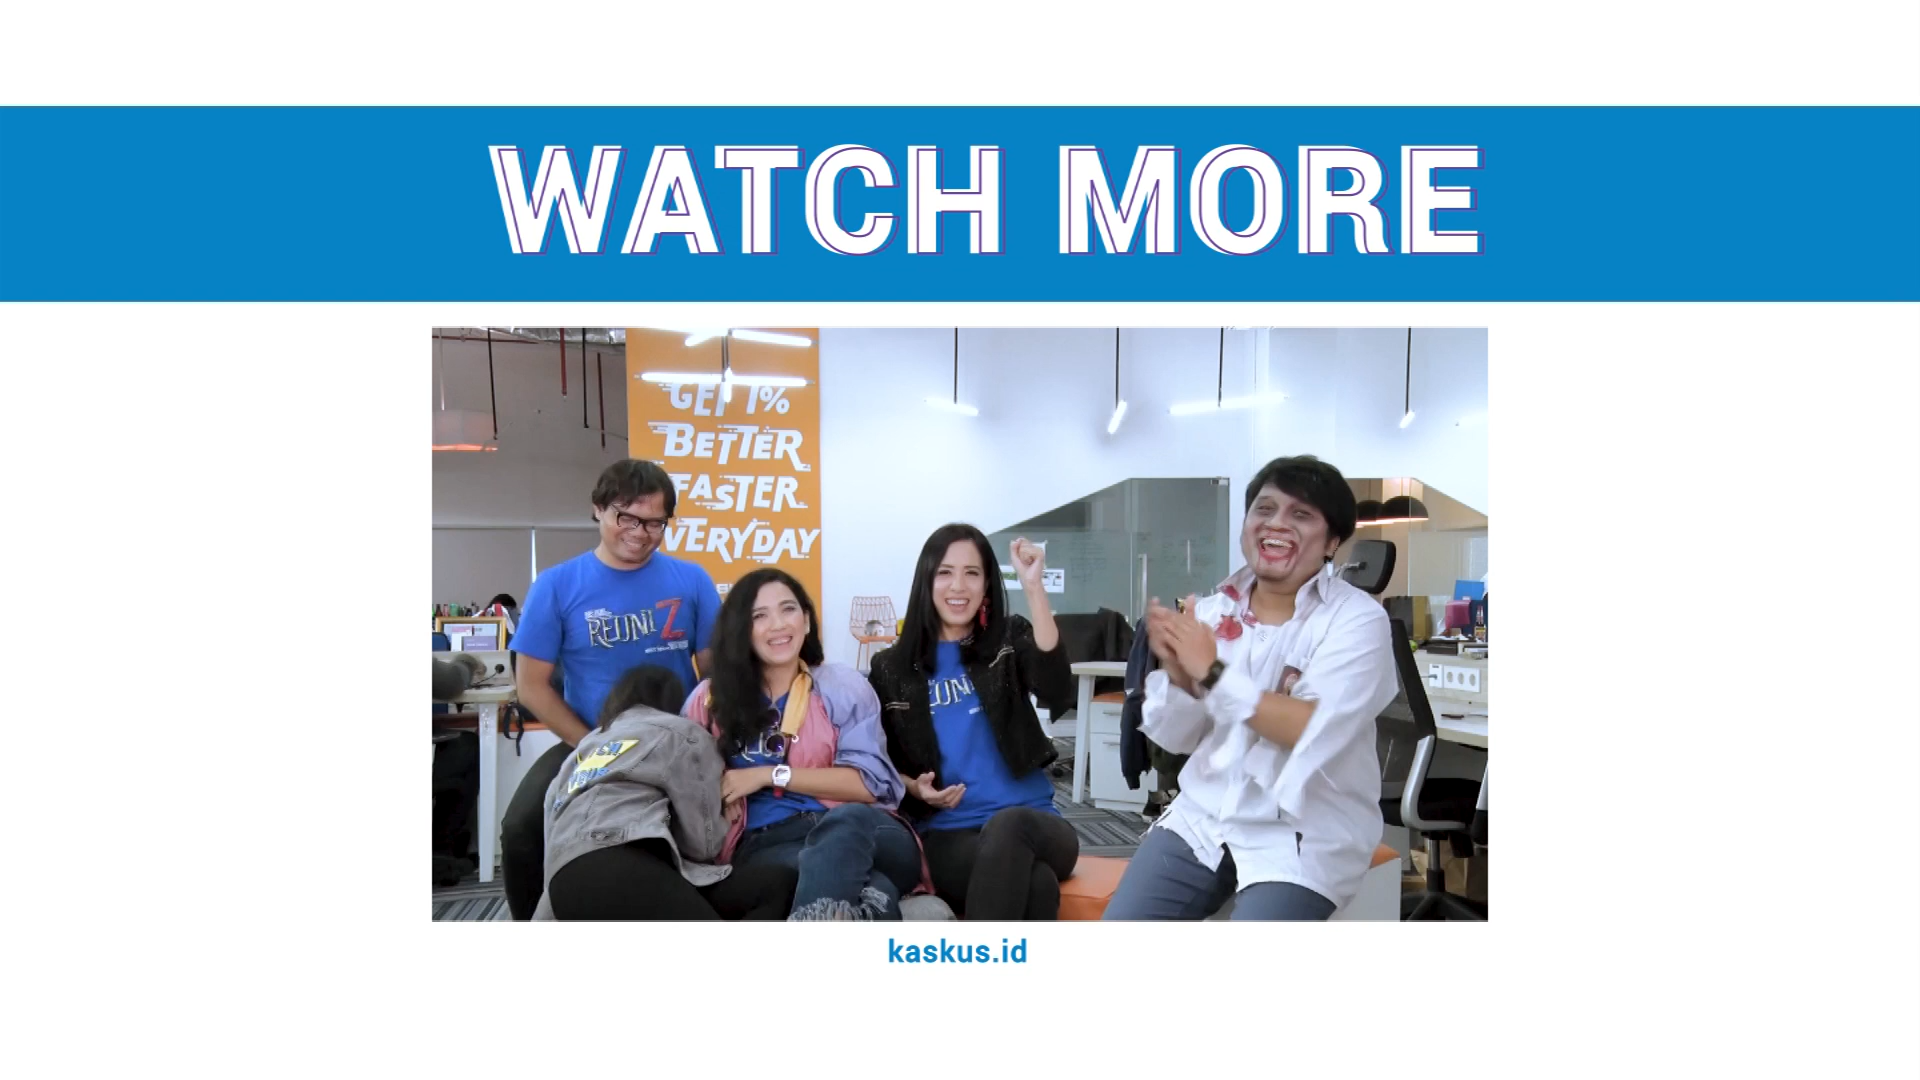 WATCH MORE
GET 1%
BETTER
FASTER
EVERYDAY
REUNI Z
kaskus.id